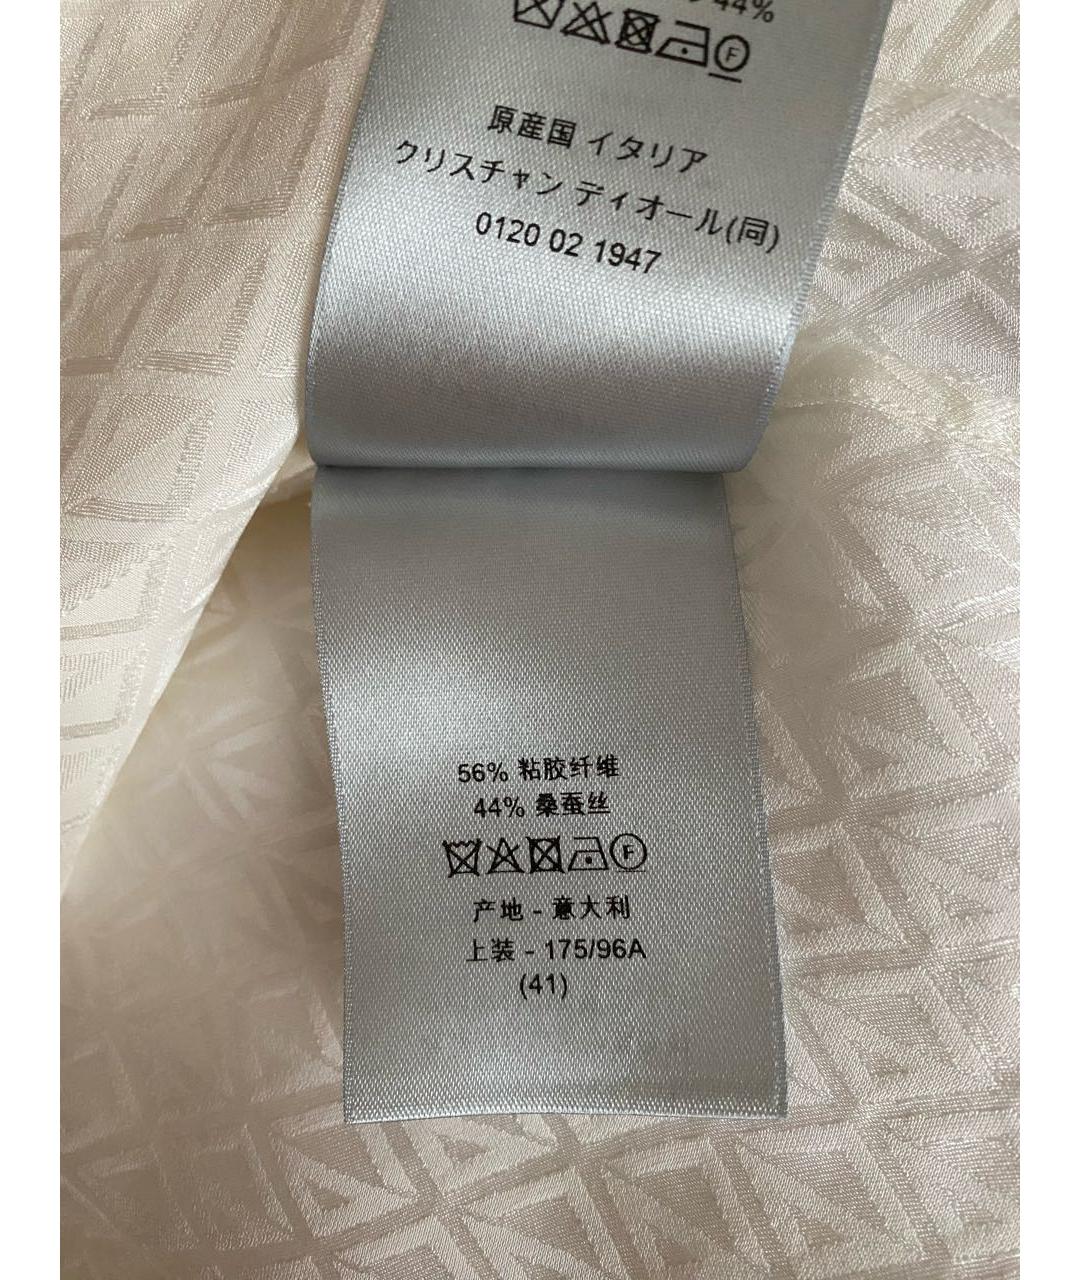 44%
F
原産国 イタリア
クリスチャン ディオール(同)
0120 02 1947
56% 粘胶纤维
44% 桑蚕丝
F
产地 - 意大利
上装 - 175/96A
(41)